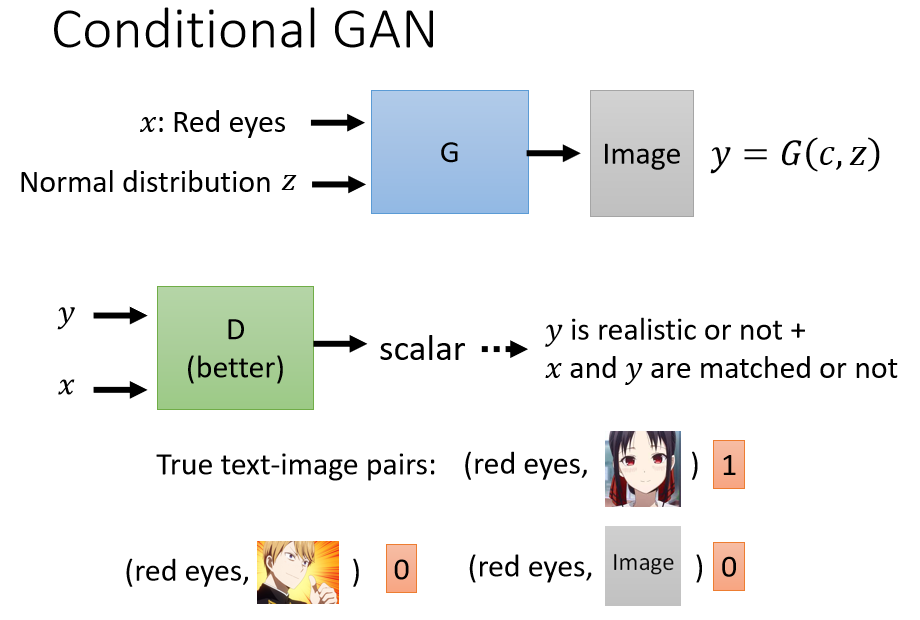 Conditional GAN
x: Red eyes
Normal distribution z
G
Image
y = G(c, z)
y
x
D
(better)
scalar
y is realistic or not +
x and y are matched or not
True text-image pairs: (red eyes, ) 1
(red eyes, ) 0
(red eyes, Image ) 0